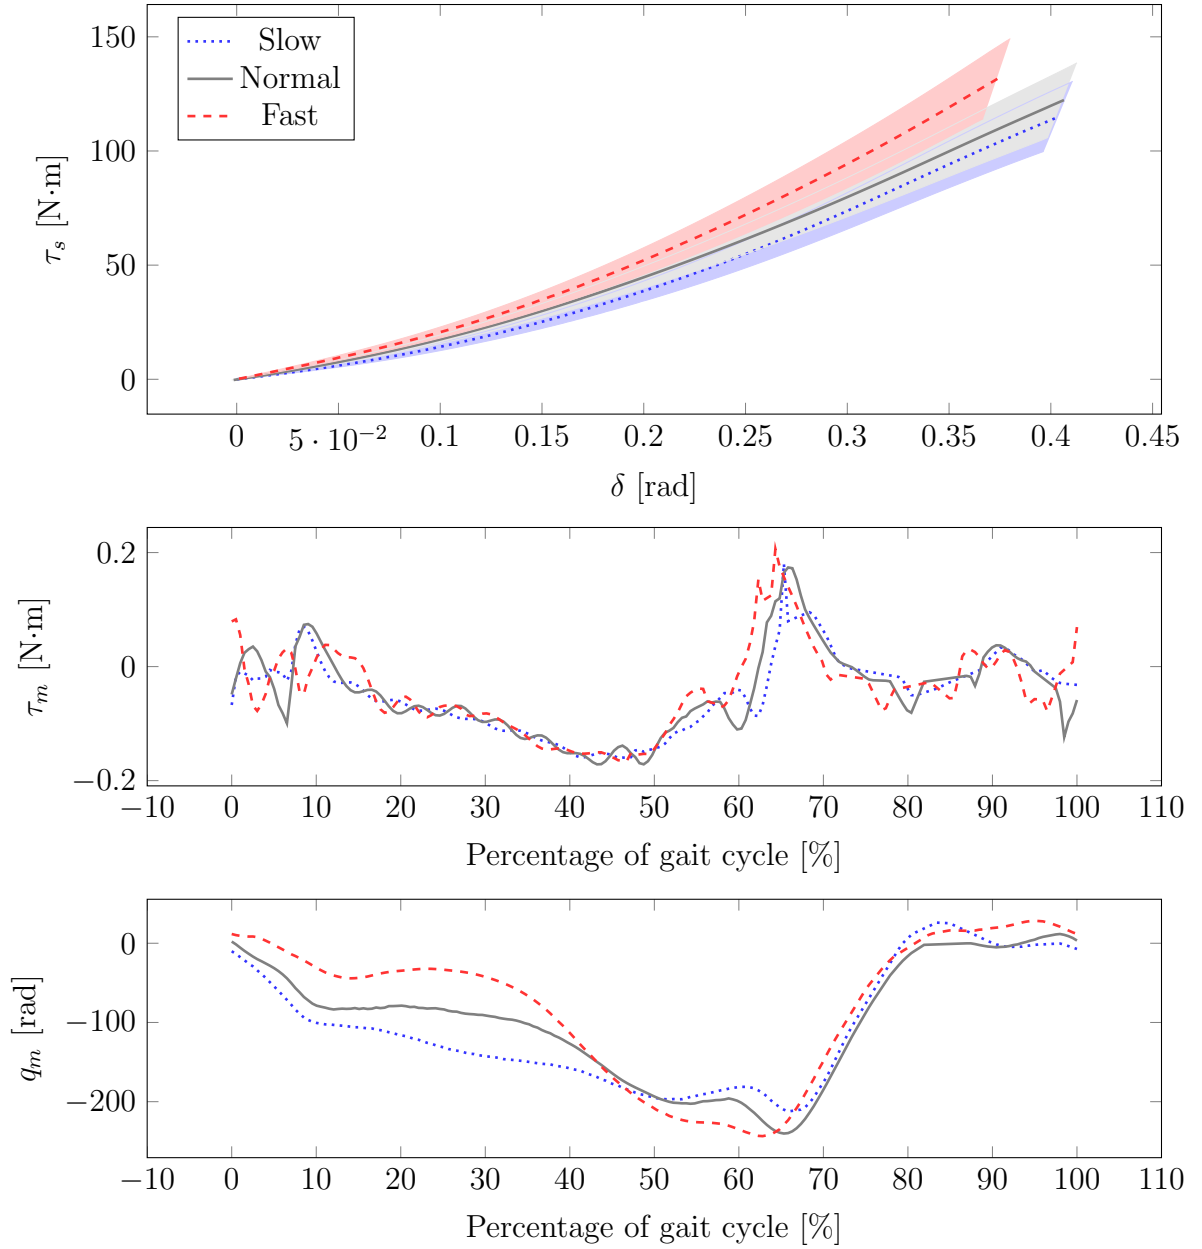 150
100
50
0
τₛ [N·m]
Slow
Normal
Fast
0 5 · 10⁻² 0.1 0.15 0.2 0.25 0.3 0.35 0.4 0.45
δ [rad]
0.2
0
−0.2
τₘ [N·m]
−10 0 10 20 30 40 50 60 70 80 90 100 110
Percentage of gait cycle [%]
0
−100
−200
qₘ [rad]
−10 0 10 20 30 40 50 60 70 80 90 100 110
Percentage of gait cycle [%]